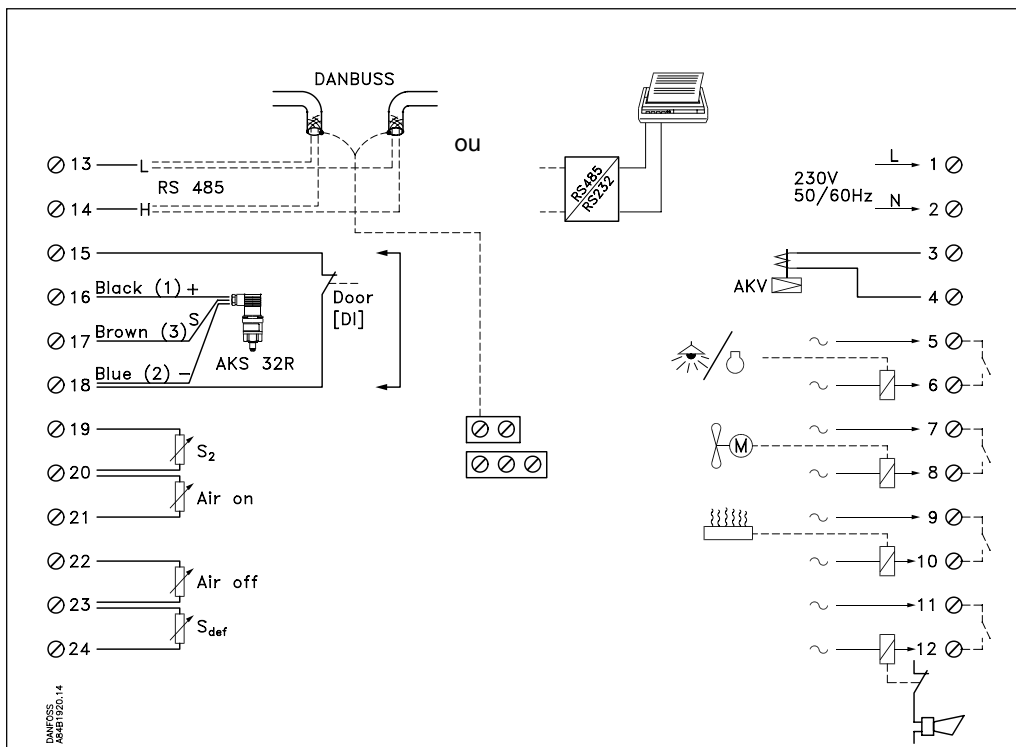 DANBUSS
ou
13 L
RS 485
14 H
15
16 Black (1) +
17 Brown (3) S
18 Blue (2) -
AKS 32R
Door
[DI]
19
S2
20
Air on
21
22
Air off
23
Sdef
24
RS485
RS232
L 1
230V
50/60Hz
N 2
3
AKV
4
5
6
7
M
8
9
10
11
12
DANFOSS
A84B1920.14